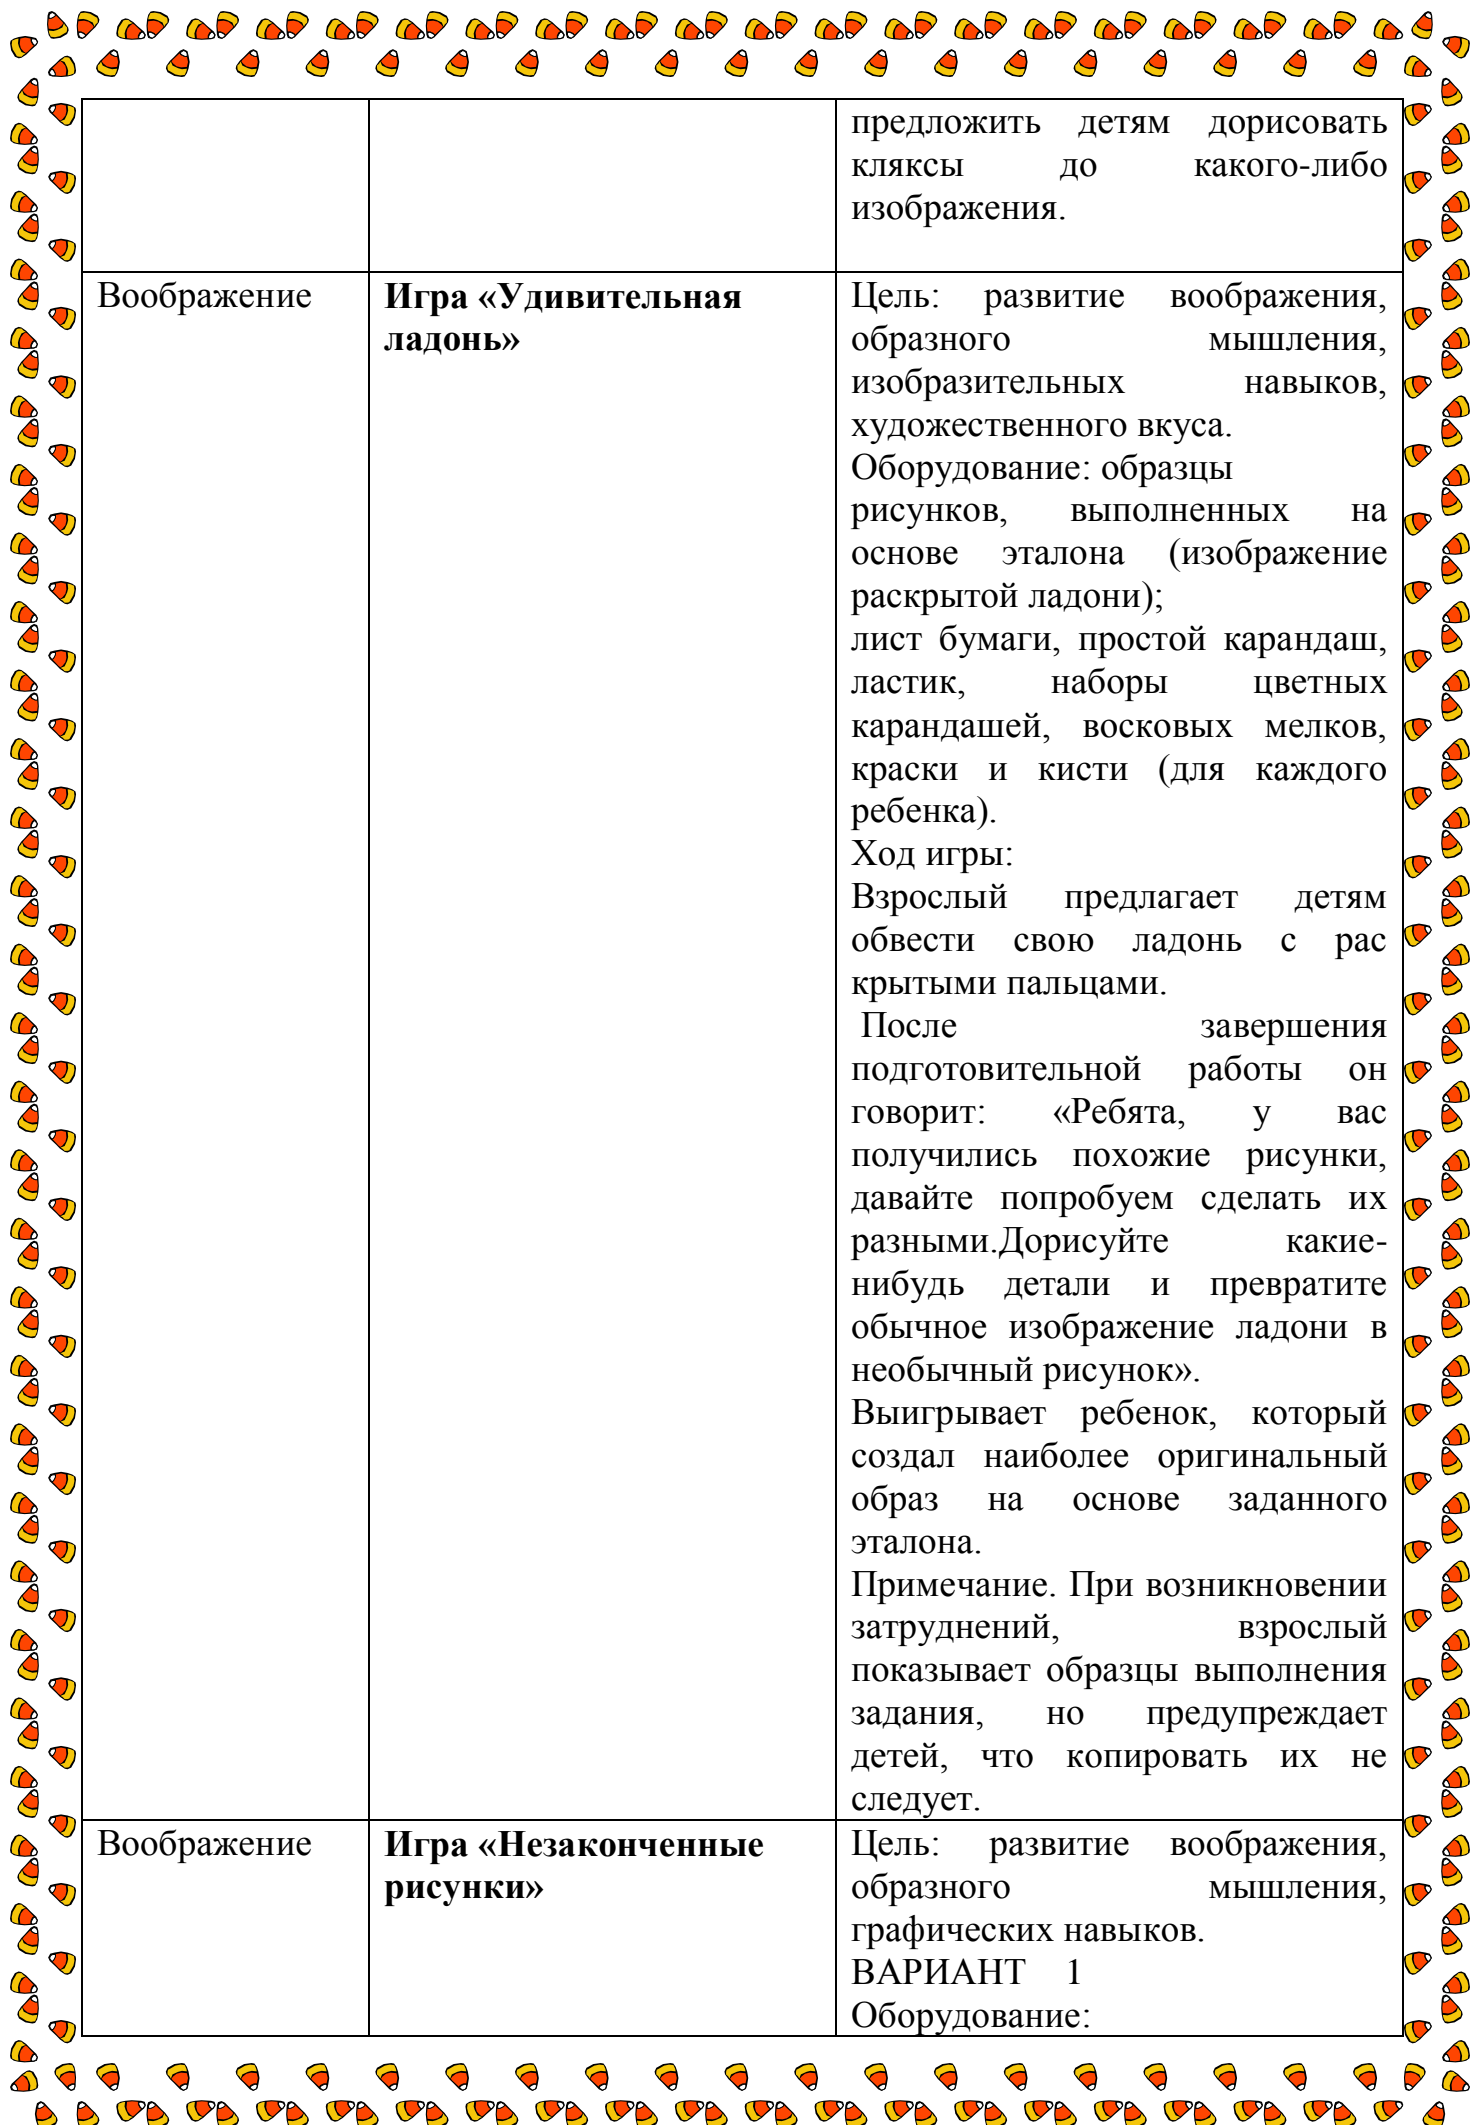 предложить детям дорисовать
кляксы до какого-либо
изображения.
Воображение
Игра «Удивительная
ладонь»
Цель: развитие воображения,
образного мышления,
изобразительных навыков,
художественного вкуса.
Оборудование: образцы
рисунков, выполненных на
основе эталона (изображение
раскрытой ладони);
лист бумаги, простой карандаш,
ластик, наборы цветных
карандашей, восковых мелков,
краски и кисти (для каждого
ребенка).
Ход игры:
Взрослый предлагает детям
обвести свою ладонь с рас
крытыми пальцами.
После завершения
подготовительной работы он
говорит: «Ребята, у вас
получились похожие рисунки,
давайте попробуем сделать их
разными.Дорисуйте какие-
нибудь детали и превратите
обычное изображение ладони в
необычный рисунок».
Выигрывает ребенок, который
создал наиболее оригинальный
образ на основе заданного
эталона.
Примечание. При возникновении
затруднений, взрослый
показывает образцы выполнения
задания, но предупреждает
детей, что копировать их не
следует.
Воображение
Игра «Незаконченные
рисунки»
Цель: развитие воображения,
образного мышления,
графических навыков.
ВАРИАНТ 1
Оборудование: